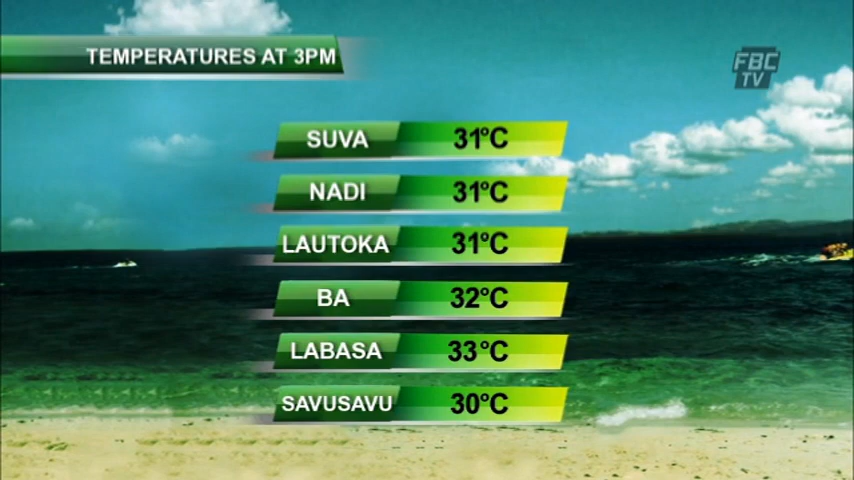 TEMPERATURES AT 3PM
FBC
TV
SUVA 31°C
NADI 31°C
LAUTOKA 31°C
BA 32°C
LABASA 33°C
SAVUSAVU 30°C